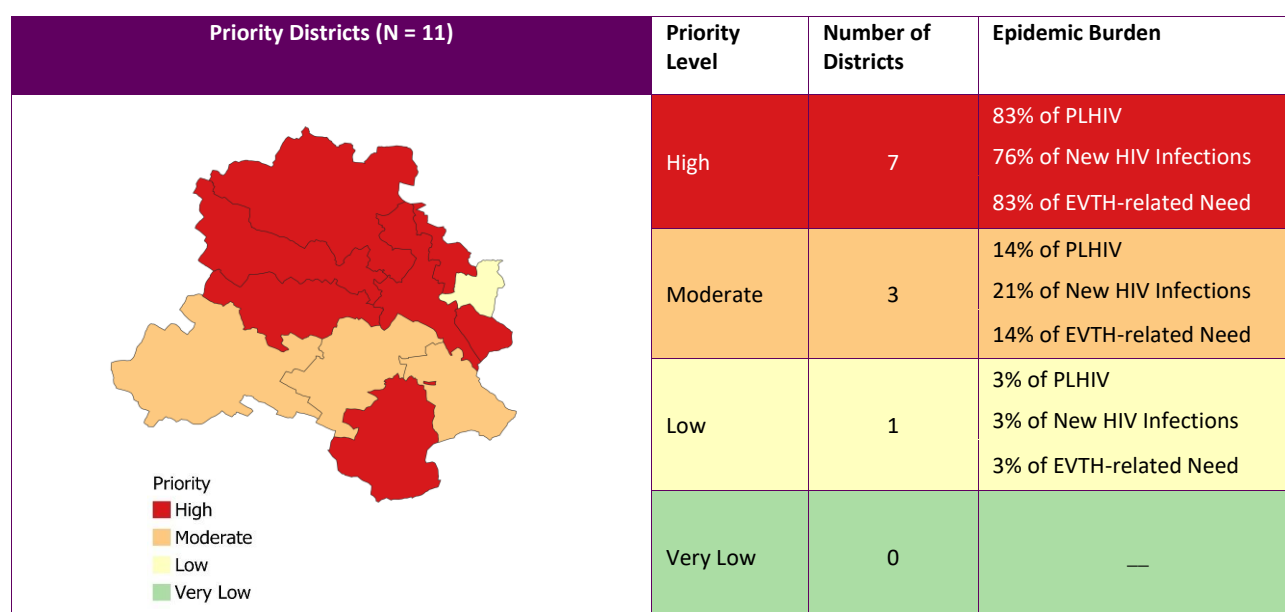 Priority Districts (N = 11)
Priority
Level
Number of
Districts
Epidemic Burden
High
7
83% of PLHIV
76% of New HIV Infections
83% of EVTH-related Need
Moderate
3
14% of PLHIV
21% of New HIV Infections
14% of EVTH-related Need
Low
1
3% of PLHIV
3% of New HIV Infections
3% of EVTH-related Need
Very Low
0
__
Priority
High
Moderate
Low
Very Low